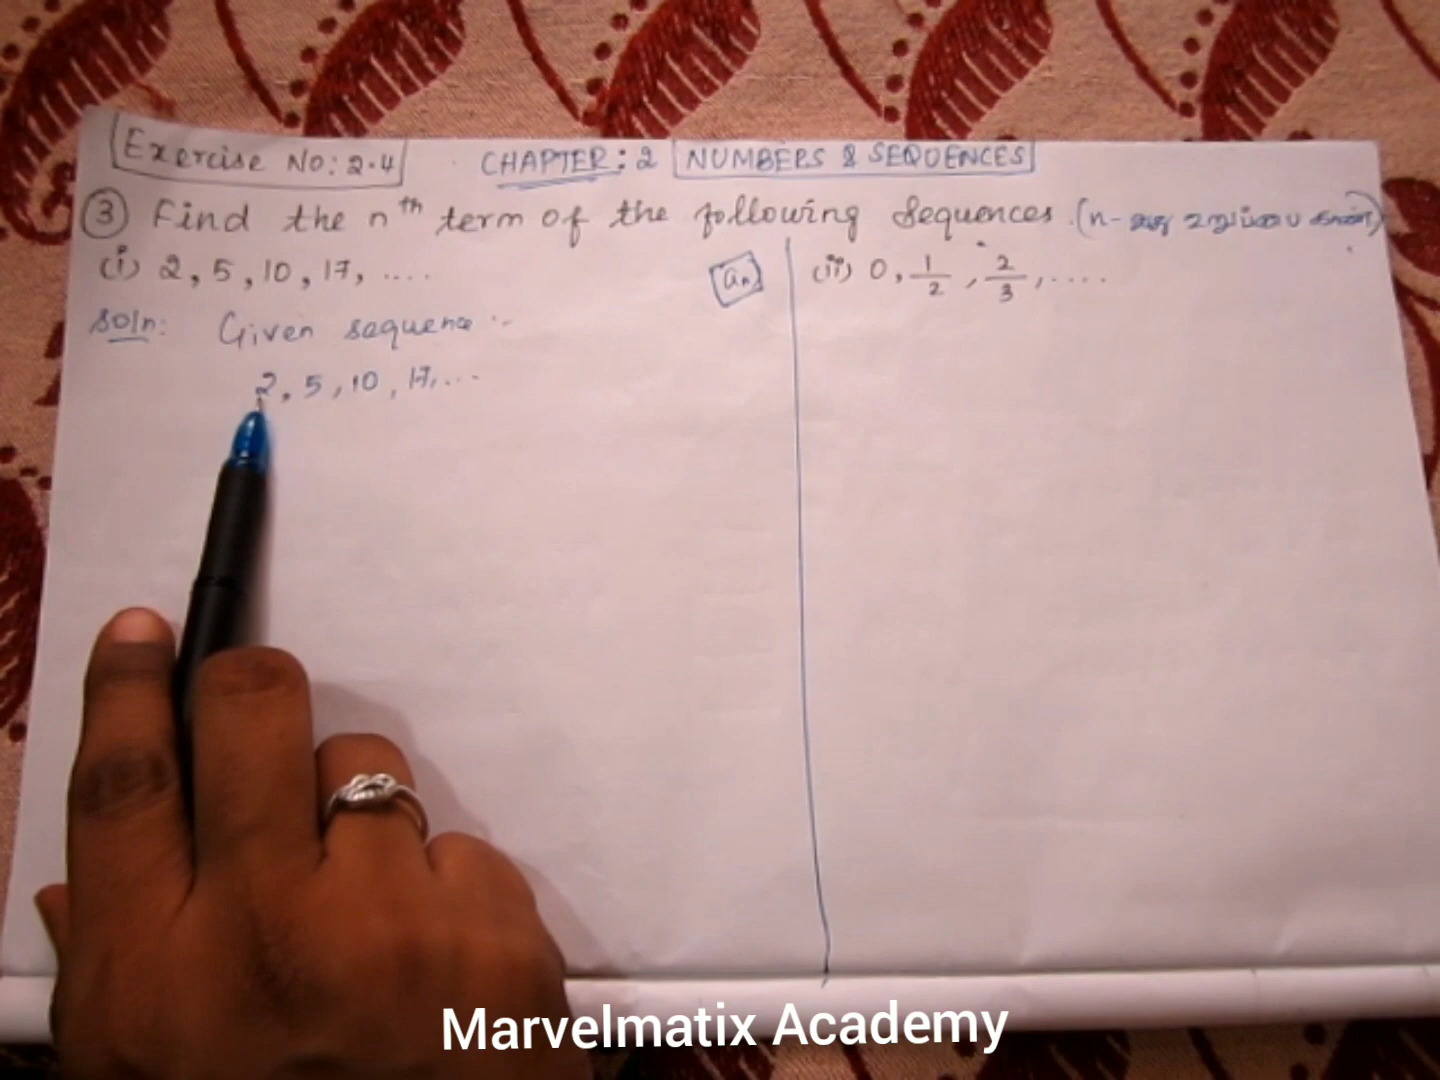 Exercise No: 2.4 CHAPTER: 2 NUMBERS & SEQUENCES
3 Find the nth term of the following Sequences. (n-
(i) 2, 5, 10, 17, .... an
(ii) 0, 1/2, 2/3, ....
Soln: Given sequence :-
2, 5, 10, 17, ...
Marvelmatix Academy